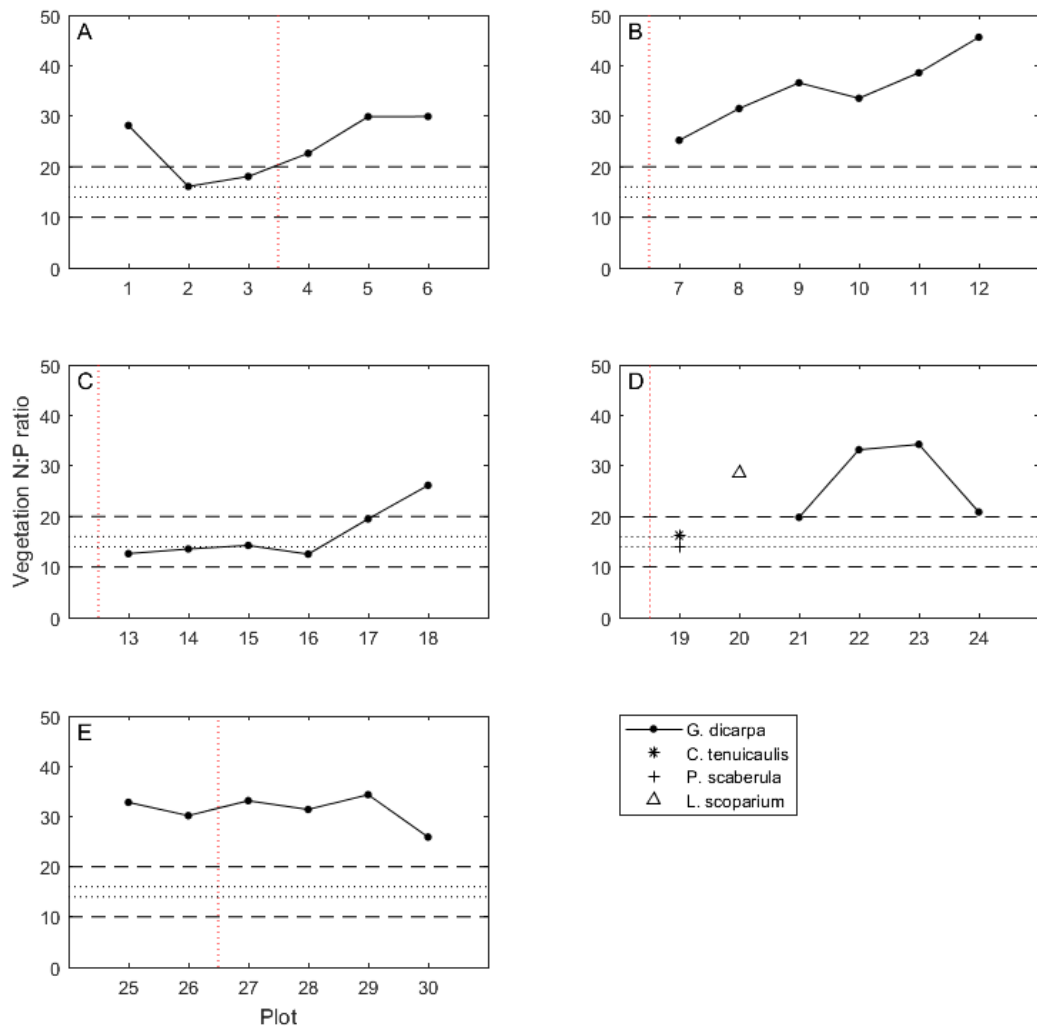 A
50
40
30
20
10
0
1 2 3 4 5 6
B
50
40
30
20
10
0
7 8 9 10 11 12
C
50
40
30
20
10
0
13 14 15 16 17 18
D
50
40
30
20
10
0
19 20 21 22 23 24
Vegetation N:P ratio
E
50
40
30
20
10
0
25 26 27 28 29 30
Plot
G. dicarpa
C. tenuicaulis
P. scaberula
L. scoparium